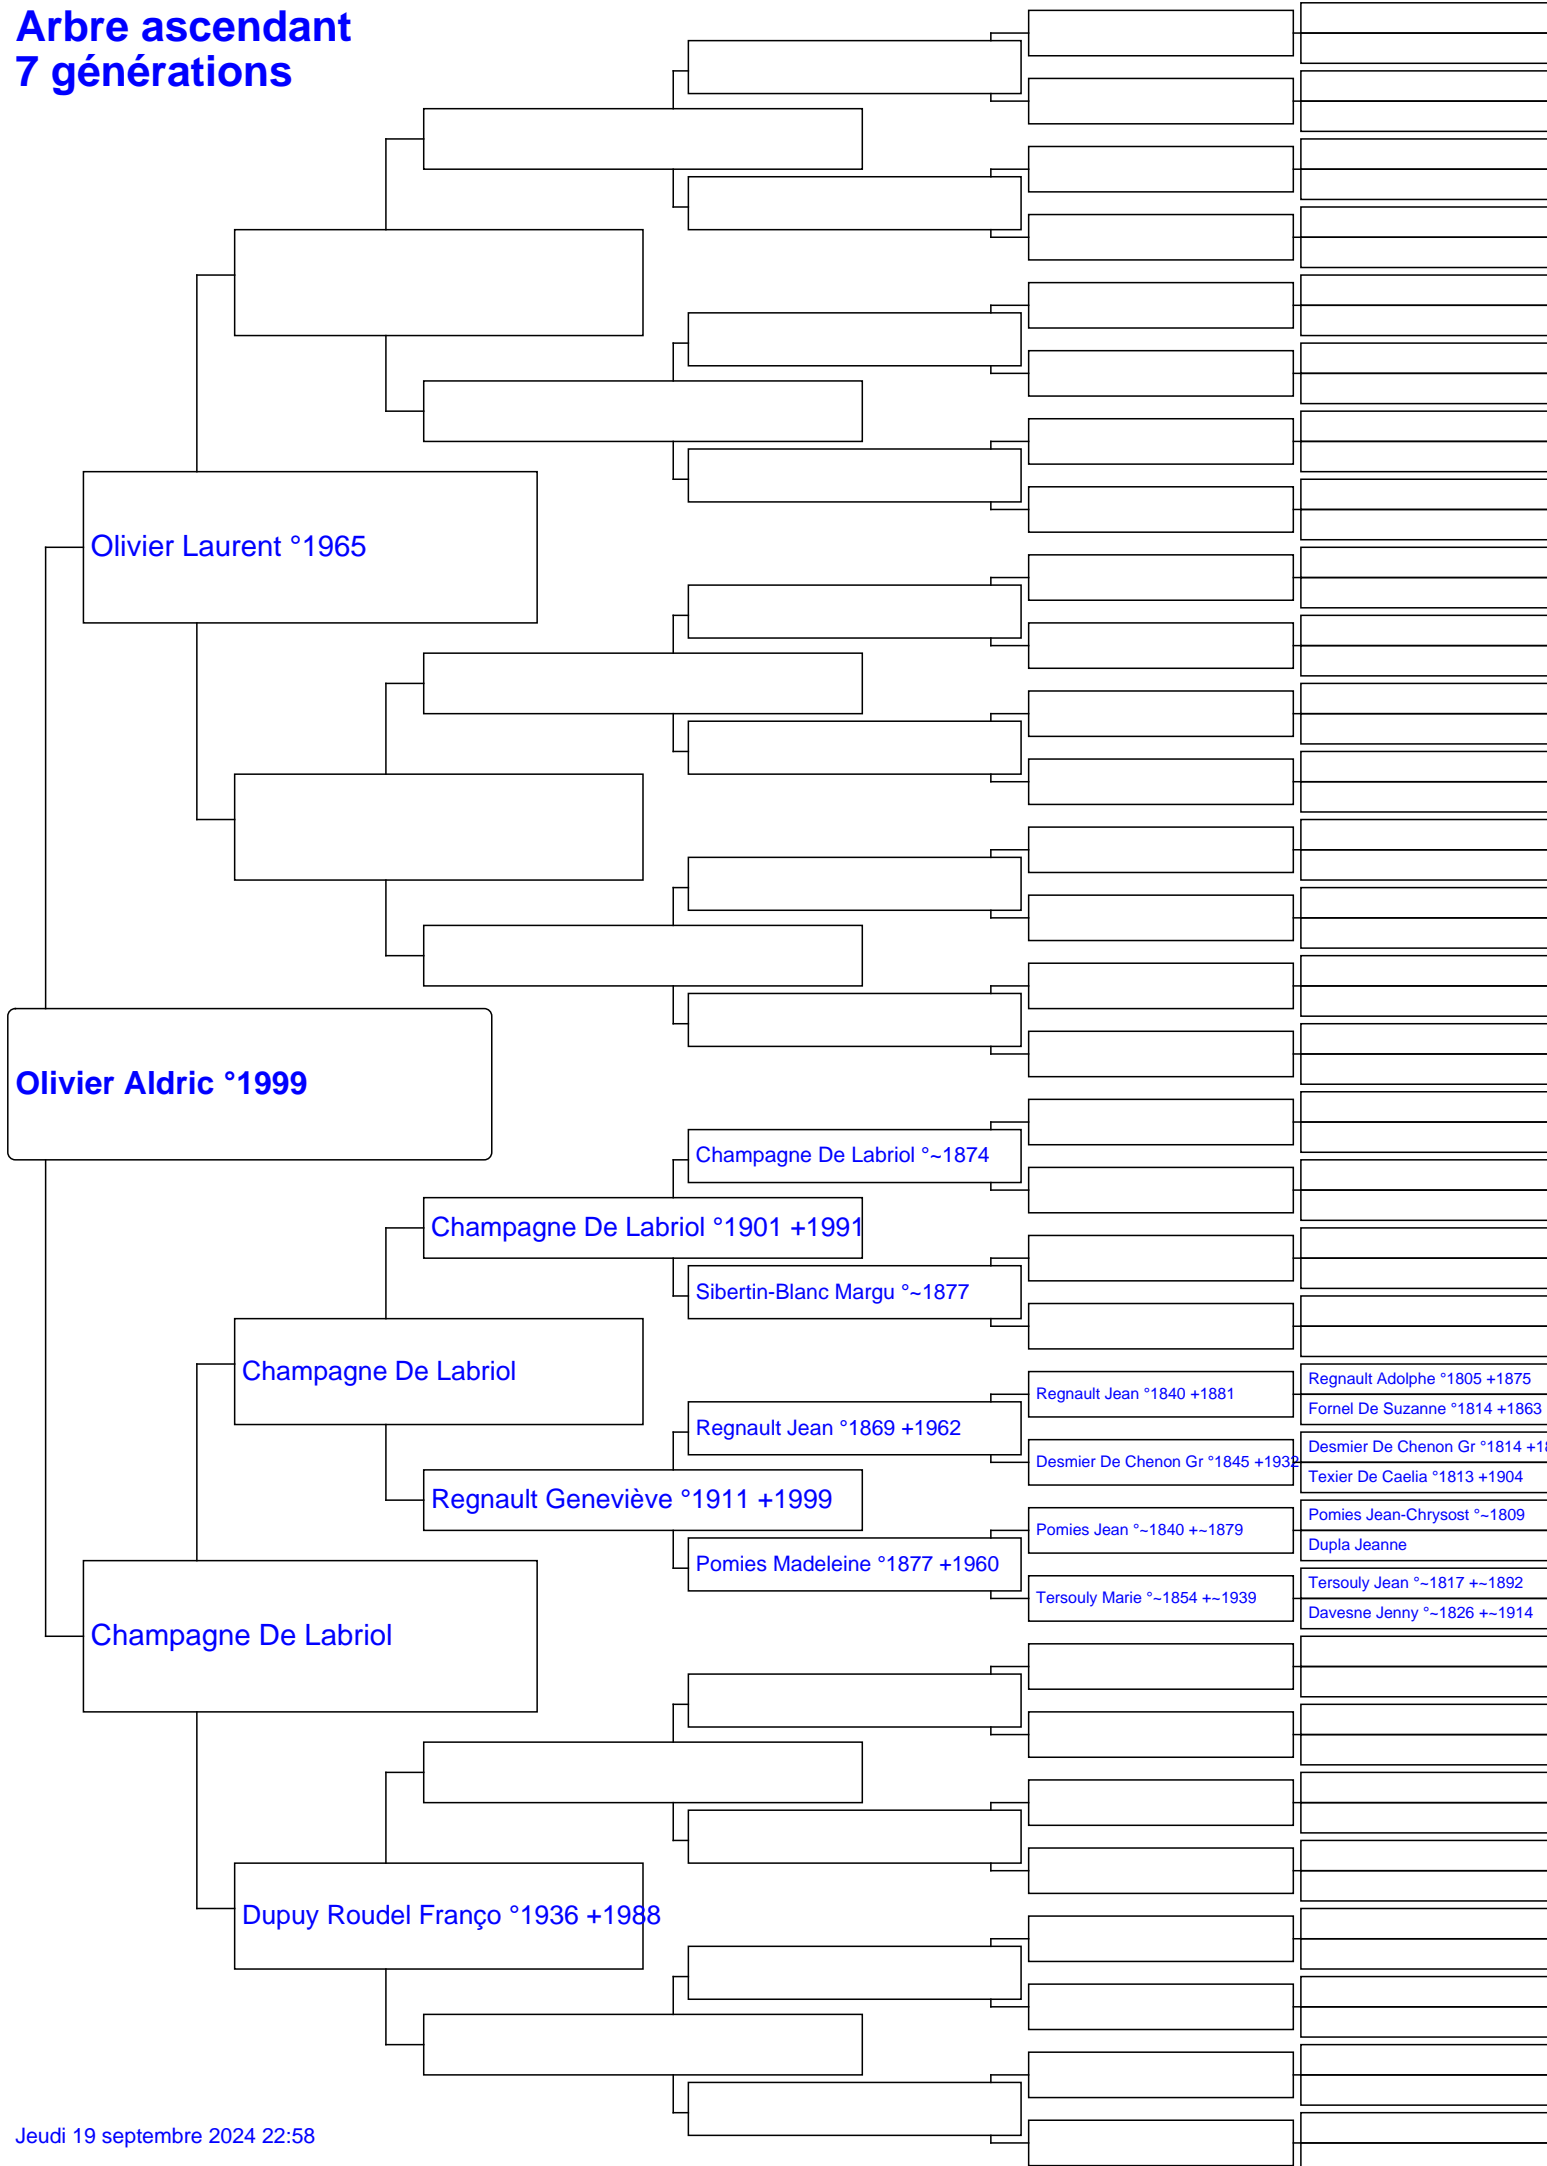 Arbre ascendant
7 générations
Olivier Laurent °1965
Olivier Aldric °1999
Champagne De Labriol °~1874
Champagne De Labriol °1901 +1991
Sibertin-Blanc Margu °~1877
Champagne De Labriol
Regnault Adolphe °1805 +1875
Regnault Jean °1840 +1881
Fornel De Suzanne °1814 +1863
Regnault Jean °1869 +1962
Desmier De Chenon Gr °1814 +18
Desmier De Chenon Gr °1845 +1932
Texier De Caelia °1813 +1904
Regnault Geneviève °1911 +1999
Pomies Jean-Chrysost °~1809
Pomies Jean °~1840 +~1879
Dupla Jeanne
Pomies Madeleine °1877 +1960
Tersouly Jean °~1817 +~1892
Tersouly Marie °~1854 +~1939
Davesne Jenny °~1826 +~1914
Champagne De Labriol
Dupuy Roudel Franço °1936 +1988
Jeudi 19 septembre 2024 22:58